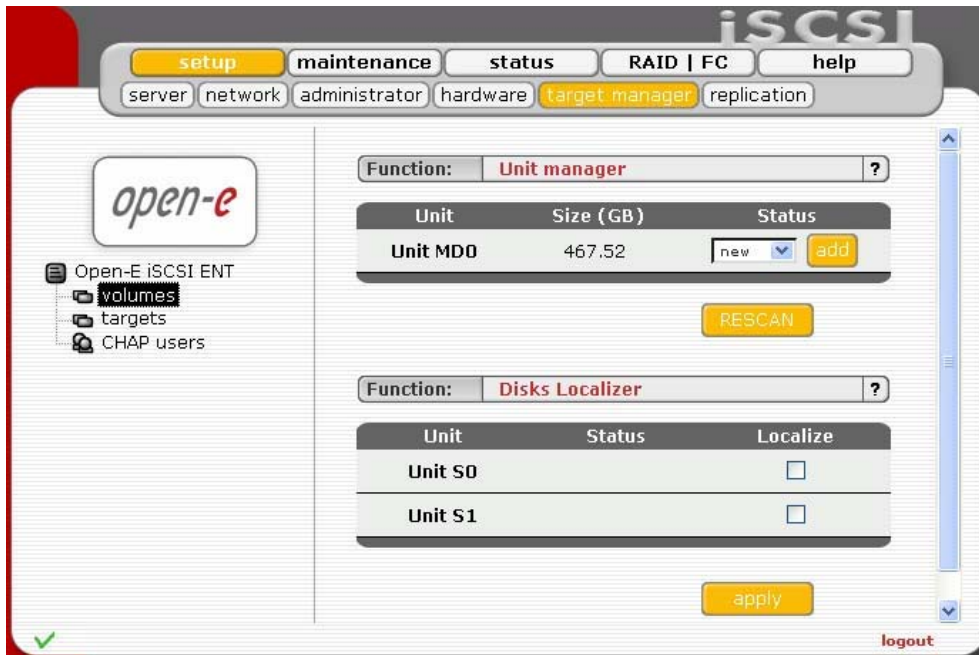 iSCSI
setup maintenance status RAID | FC help
server network administrator hardware target manager replication
open-e
Open-E iSCSI ENT
volumes
targets
CHAP users
Function: Unit manager ?
Unit Size (GB) Status
Unit MD0 467.52 new add
RESCAN
Function: Disks Localizer ?
Unit Status Localize
Unit S0
Unit S1
apply
logout